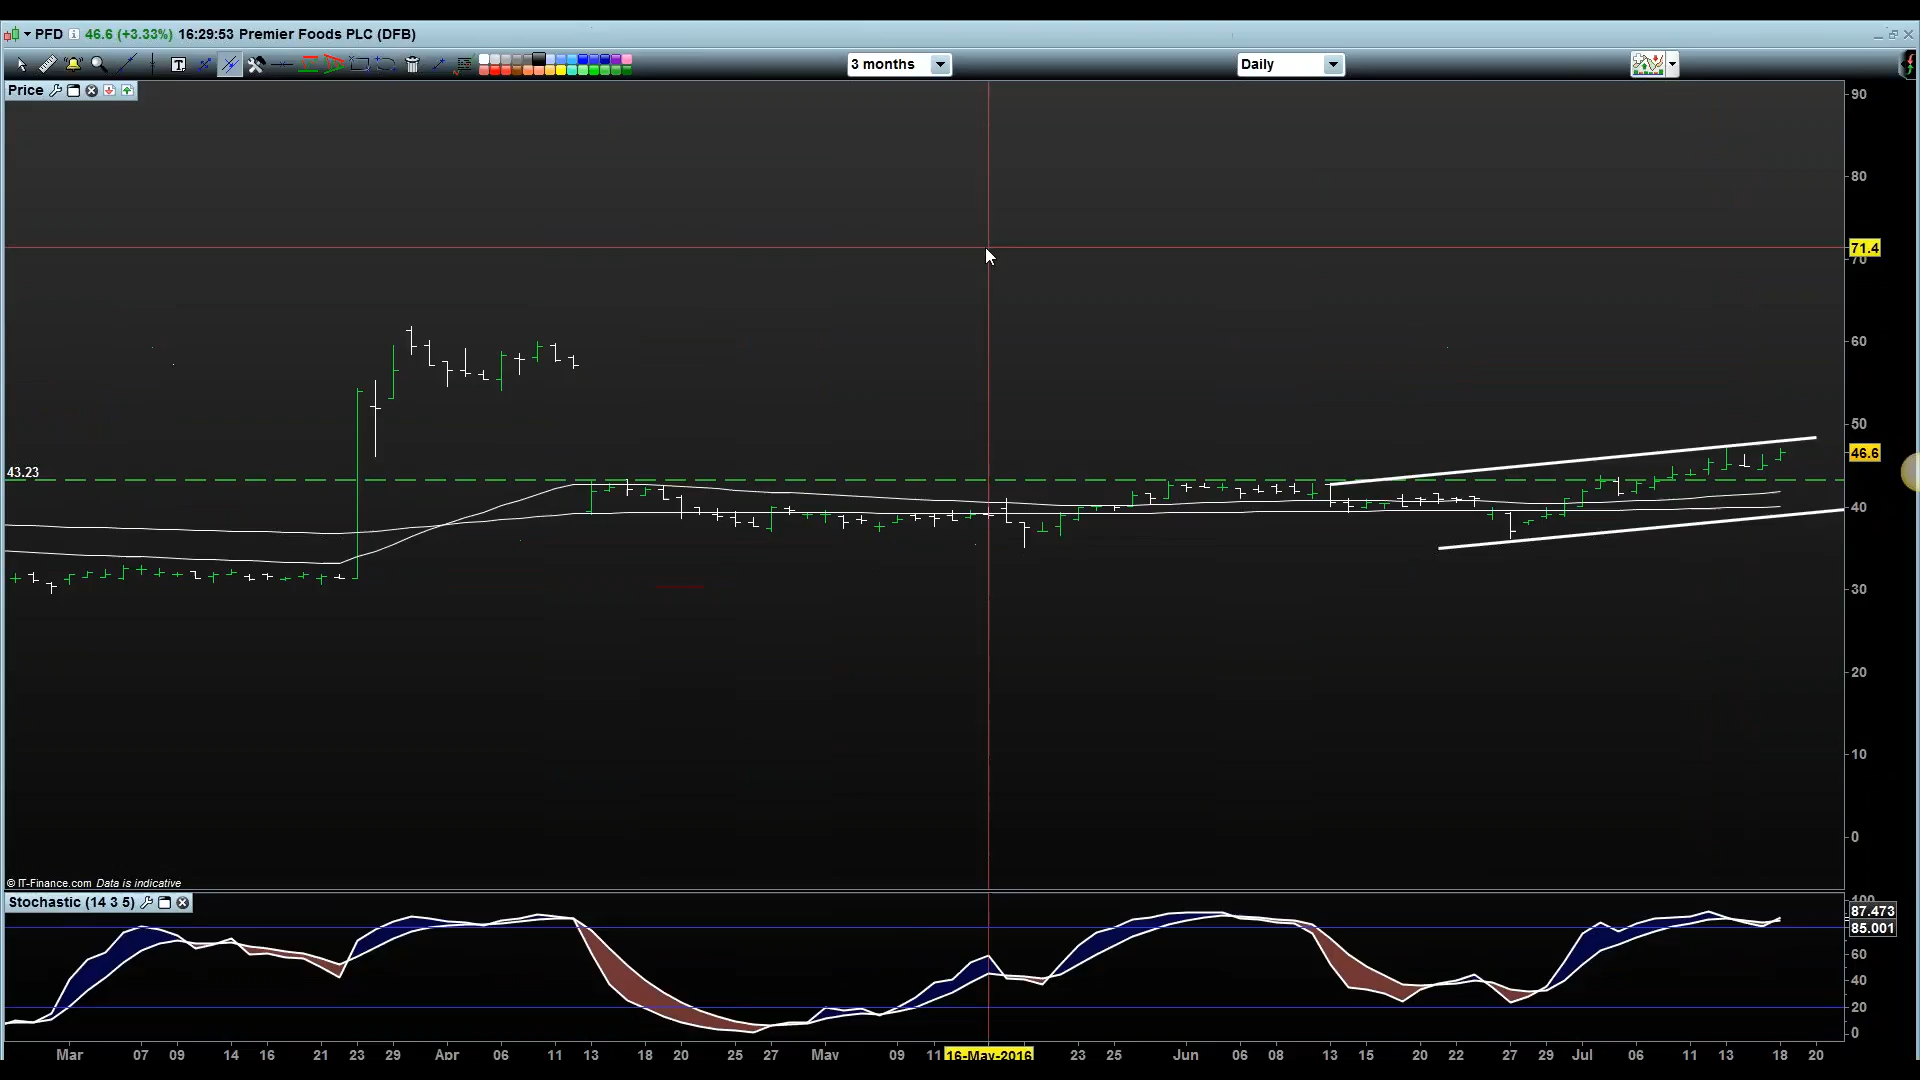 PFD 46.6 (+3.33%) 16:29:53 Premier Foods PLC (DFB)
3 months
Daily
Price
90
80
71.4
70
60
50
46.6
43.23
40
30
20
10
0
© IT-Finance.com Data is indicative
Stochastic (14 3 5)
100
87.473
85.001
60
40
20
0
Mar 07 09 14 16 21 23 29 Apr 06 11 13 18 20 25 27 May 09 11 16-May-2016 23 25 Jun 06 08 13 15 20 22 27 29 Jul 06 11 13 18 20